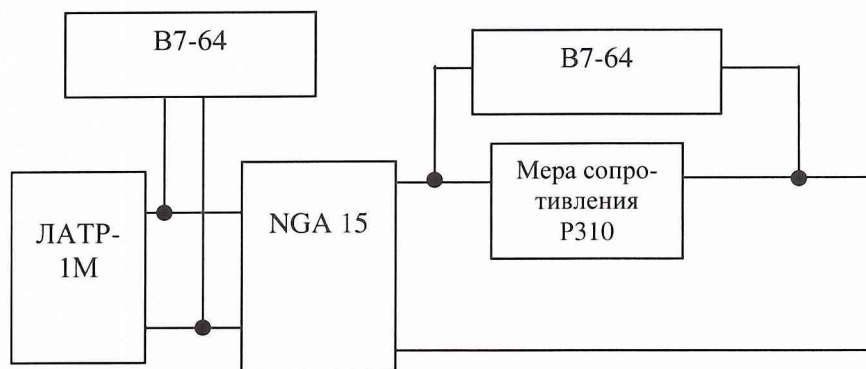 В7-64
В7-64
ЛАТР-
1М
NGA 15
Мера сопро-
тивления
Р310